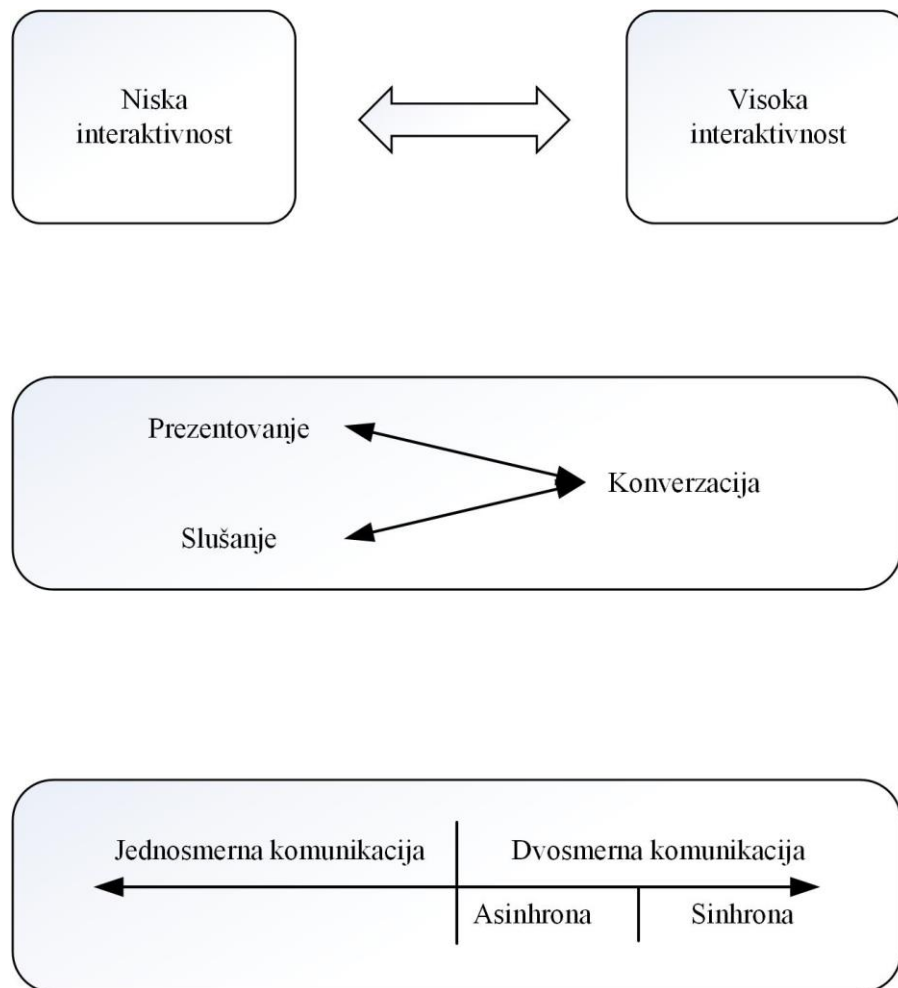 Niska
interaktivnost
Visoka
interaktivnost
Prezentovanje
Konverzacija
Slušanje
Jednosmerna komunikacija
Dvosmerna komunikacija
Asinhrona
Sinhrona